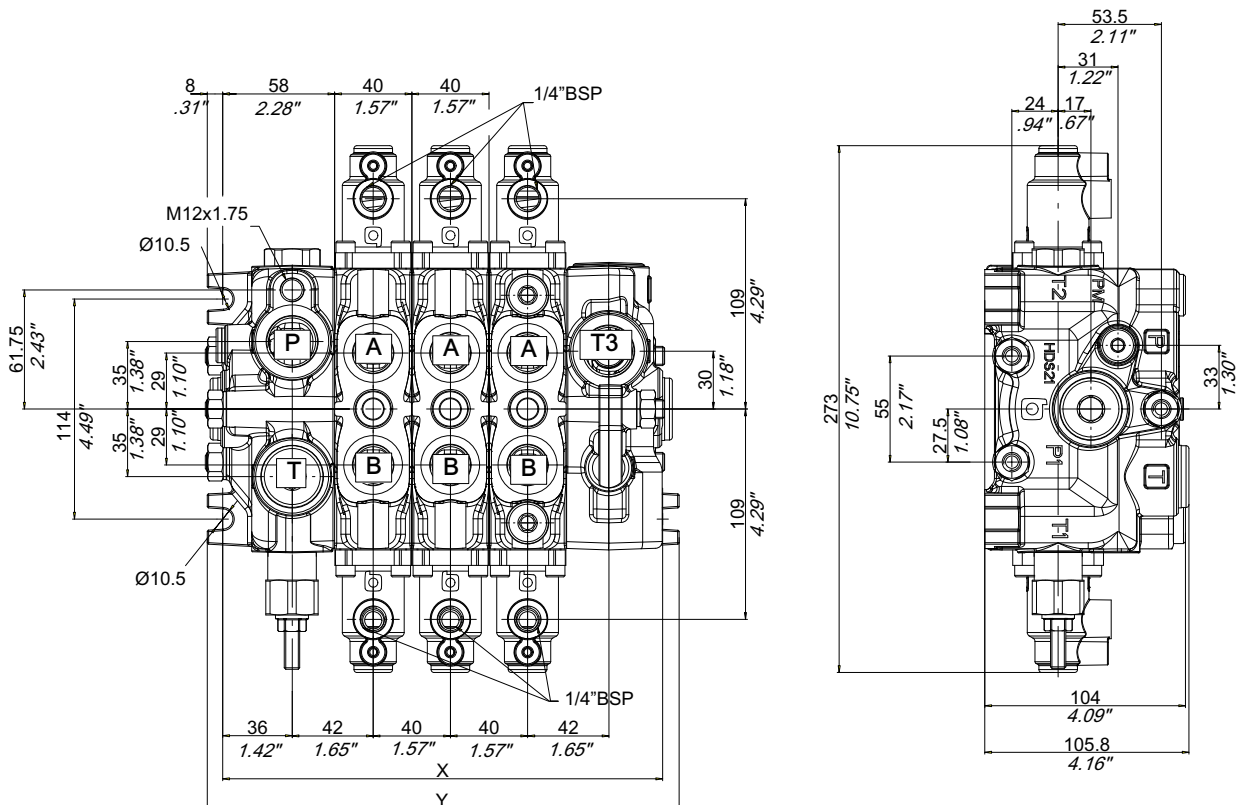 53.5
2.11"
31
1.22"
8
.31"
58
2.28"
40
1.57"
40
1.57"
1/4"BSP
24
.94"
17
.67"
M12x1.75
Ø10.5
61.75
2.43"
114
4.49"
35
1.38"
29
1.10"
35
1.38"
29
1.10"
P
A
A
A
T3
T
B
B
B
109
4.29"
30
1.18"
109
4.29"
273
10.75"
55
2.17"
27.5
1.08"
T-2
PM
HDS21
P
P1
T
T-1
33
1.30"
Ø10.5
1/4"BSP
36
1.42"
42
1.65"
40
1.57"
40
1.57"
42
1.65"
X
Y
104
4.09"
105.8
4.16"